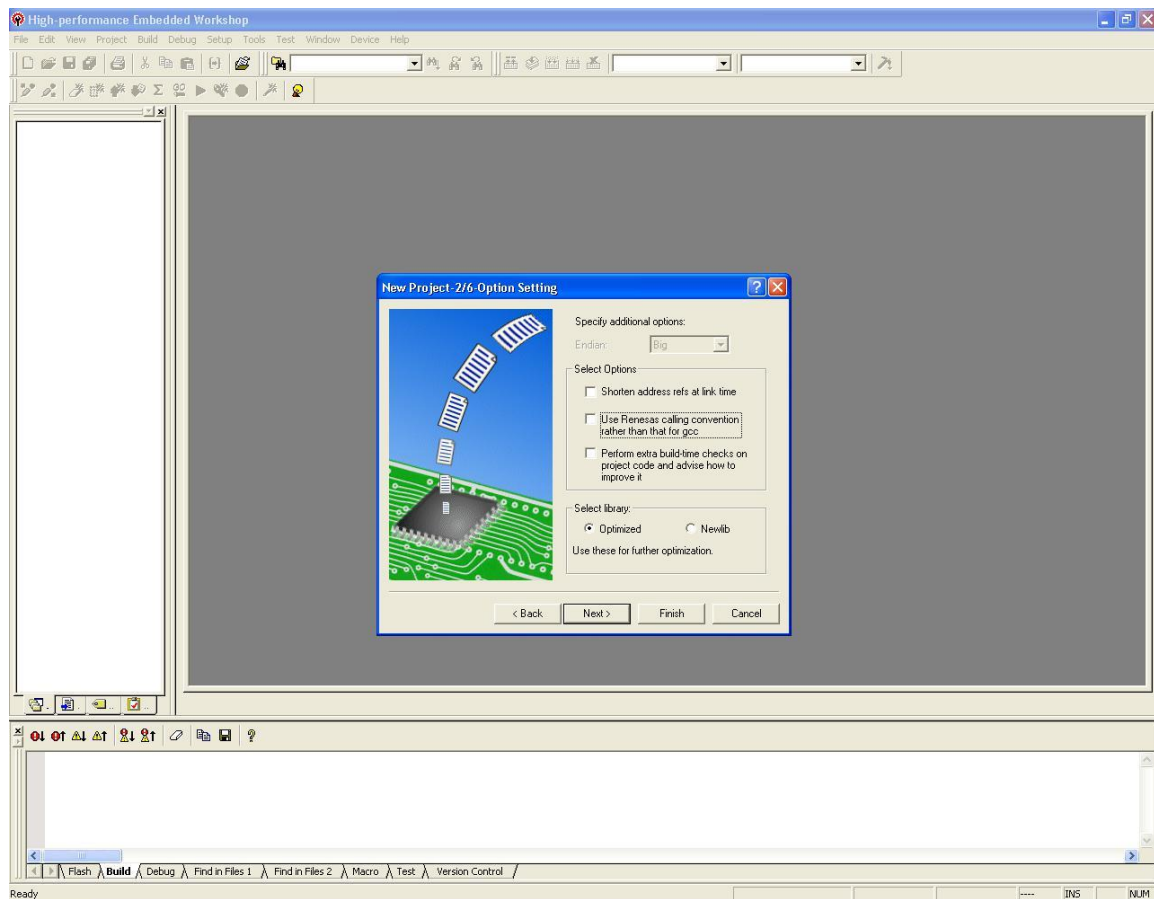 High-performance Embedded Workshop
File Edit View Project Build Debug Setup Tools Test Window Device Help
New Project-2/6-Option Setting
Specify additional options:
Endian: Big
Select Options
Shorten address refs at link time
Use Renesas calling convention
rather than that for gcc
Perform extra build-time checks on
project code and advise how to
improve it
Select library:
Optimized Newlib
Use these for further optimization.
< Back Next > Finish Cancel
Flash Build Debug Find in Files 1 Find in Files 2 Macro Test Version Control
Ready ---- INS NUM